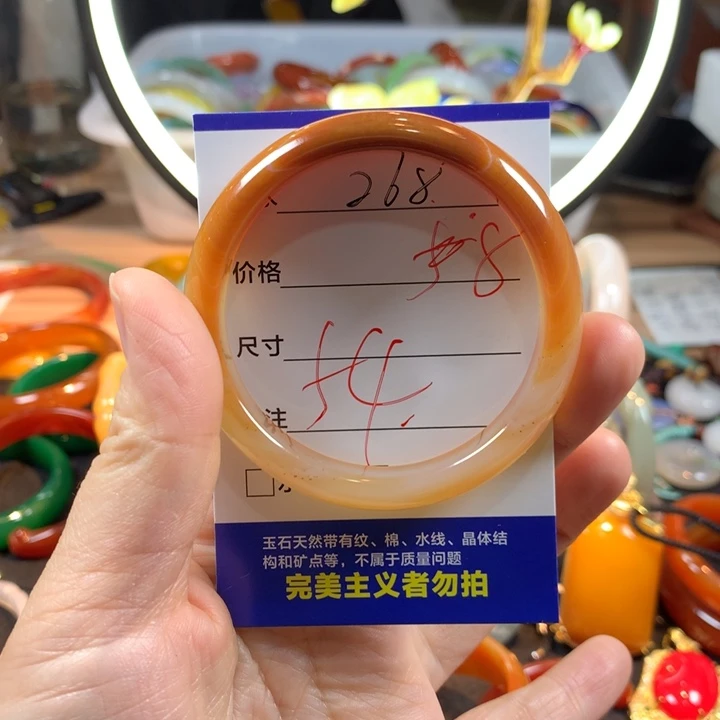 268.
价格
尺寸 54.
注
玉石天然带有纹、棉、水线、晶体结
构和矿点等，不属于质量问题
完美主义者勿拍